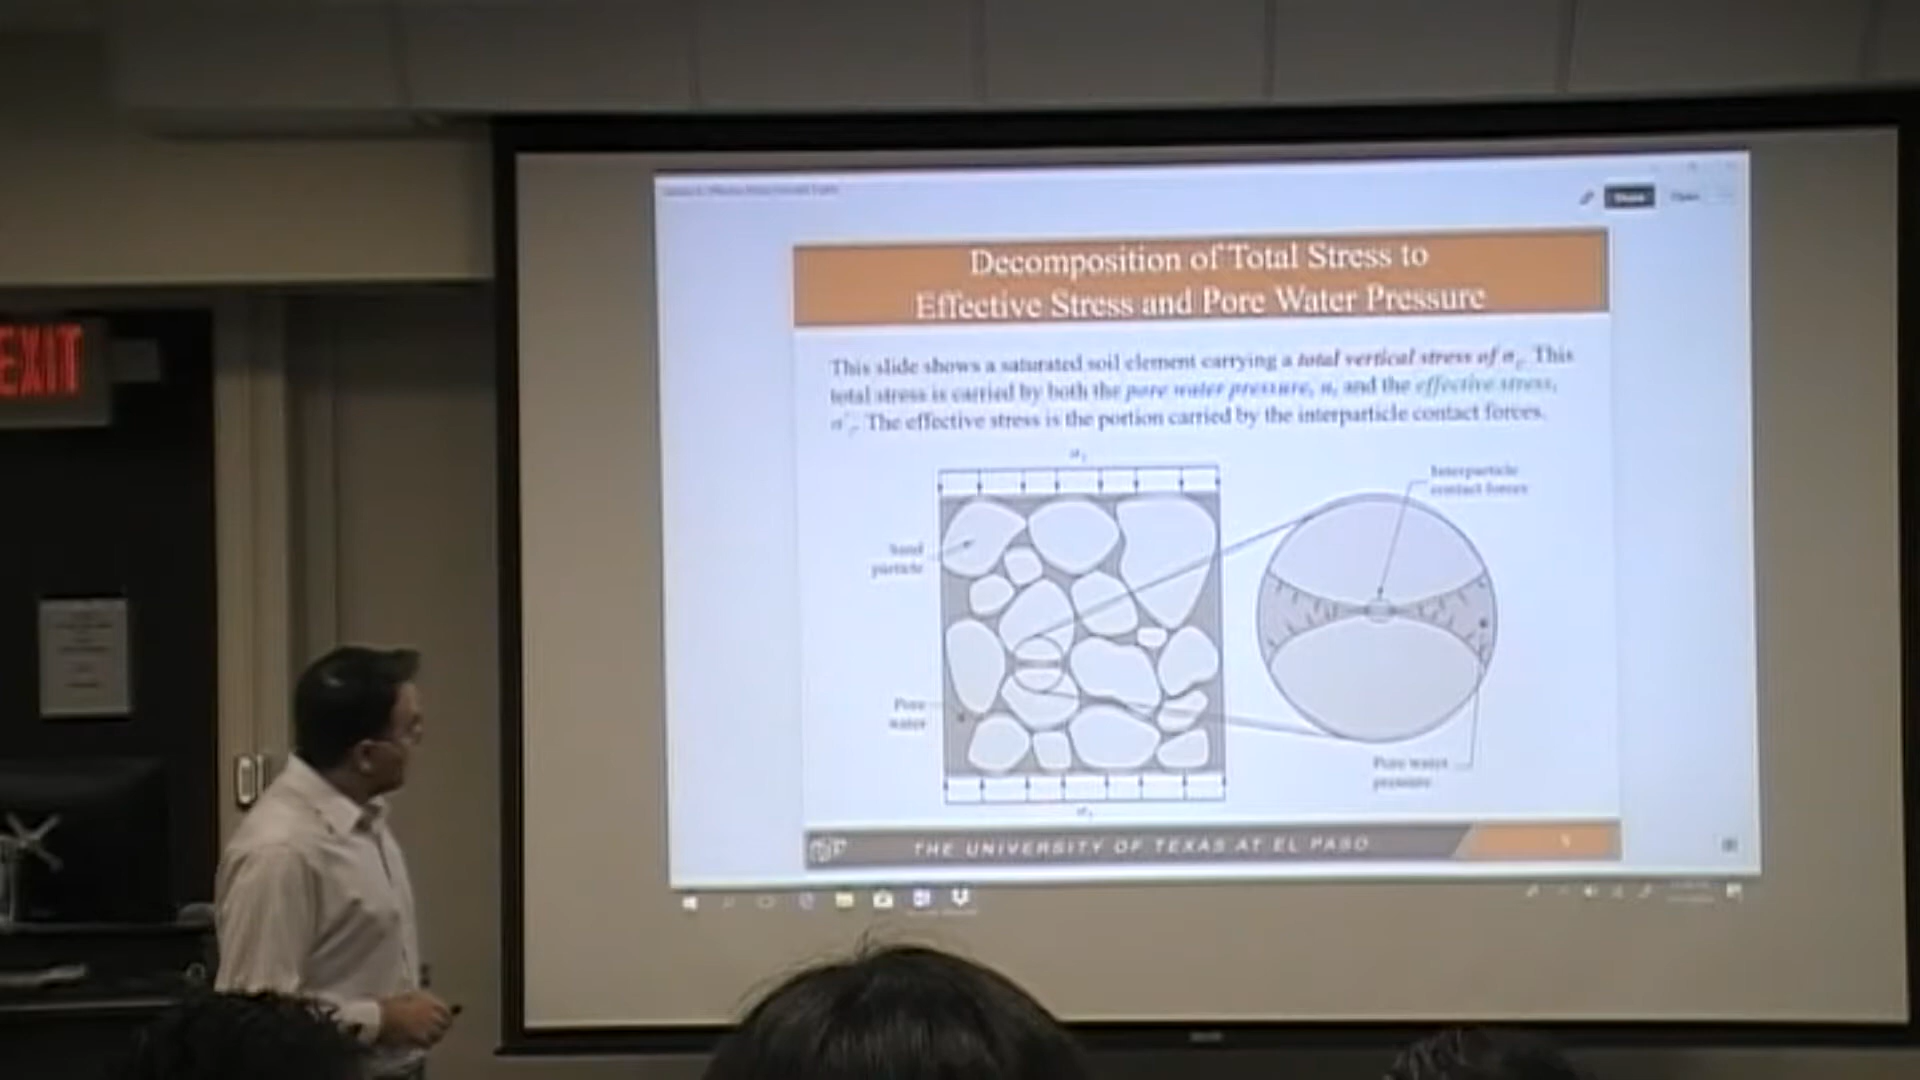 EXIT
Decomposition of Total Stress to
Effective Stress and Pore Water Pressure
This slide shows a saturated soil element carrying a total vertical stress of σz. This
total stress is carried by both the pore water pressure, u, and the effective stress,
σ'z. The effective stress is the portion carried by the interparticle contact forces.
σz
Interparticle
contact forces
Sand
particle
Pore
water
Pore water
pressure
σz
THE UNIVERSITY OF TEXAS AT EL PASO